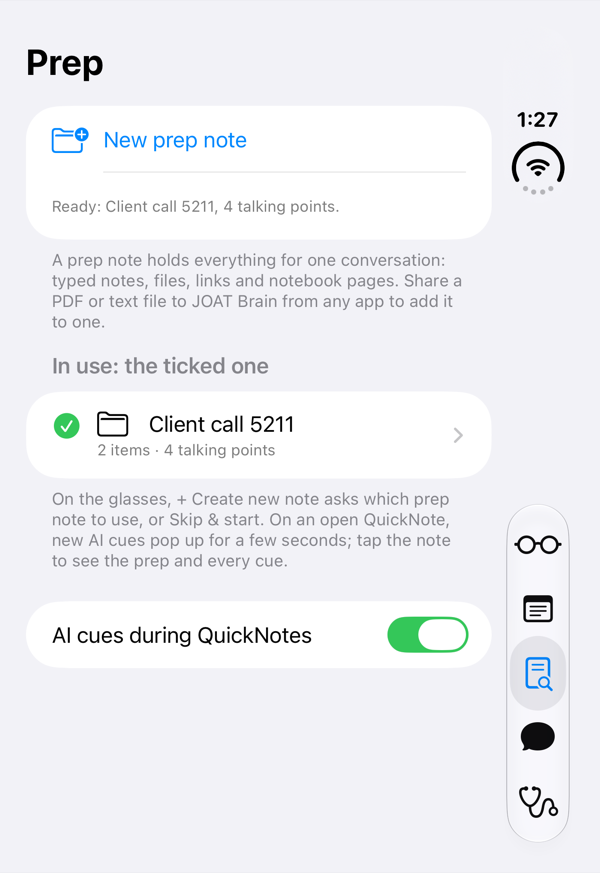 Prep
1:27
New prep note
Ready: Client call 5211, 4 talking points.
A prep note holds everything for one conversation:
typed notes, files, links and notebook pages. Share a
PDF or text file to JOAT Brain from any app to add it
to one.
In use: the ticked one
Client call 5211
2 items · 4 talking points
On the glasses, + Create new note asks which prep
note to use, or Skip & start. On an open QuickNote,
new AI cues pop up for a few seconds; tap the note
to see the prep and every cue.
AI cues during QuickNotes